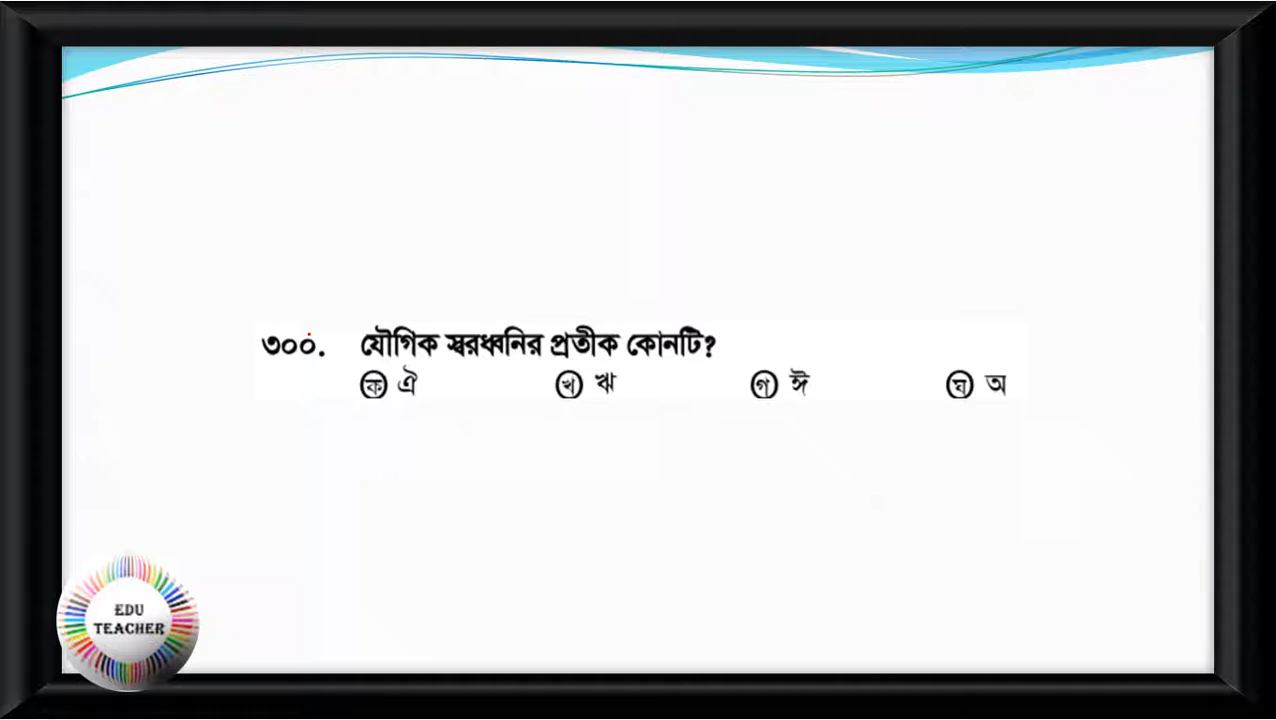 ৩০০. যৌগিক স্বরধ্বনির প্রতীক কোনটি?
ক ঐ খ ঋ গ ঈ ঘ অ
EDU
TEACHER